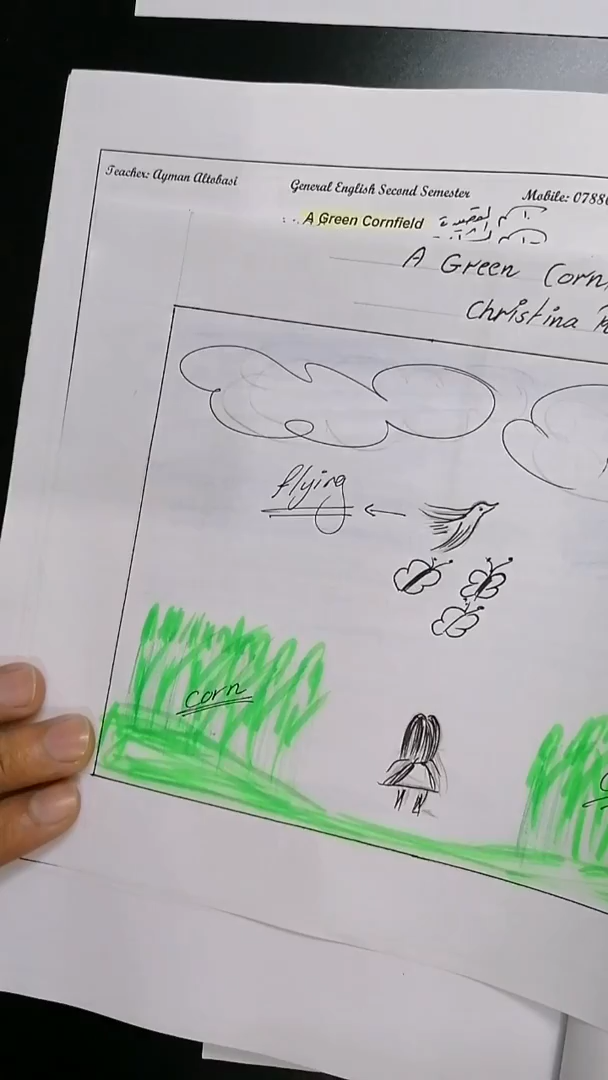 Teacher: Ayman Altobasi
General English Second Semester
Mobile: 0788
A Green Cornfield
A Green Corn
Christina
flying
corn